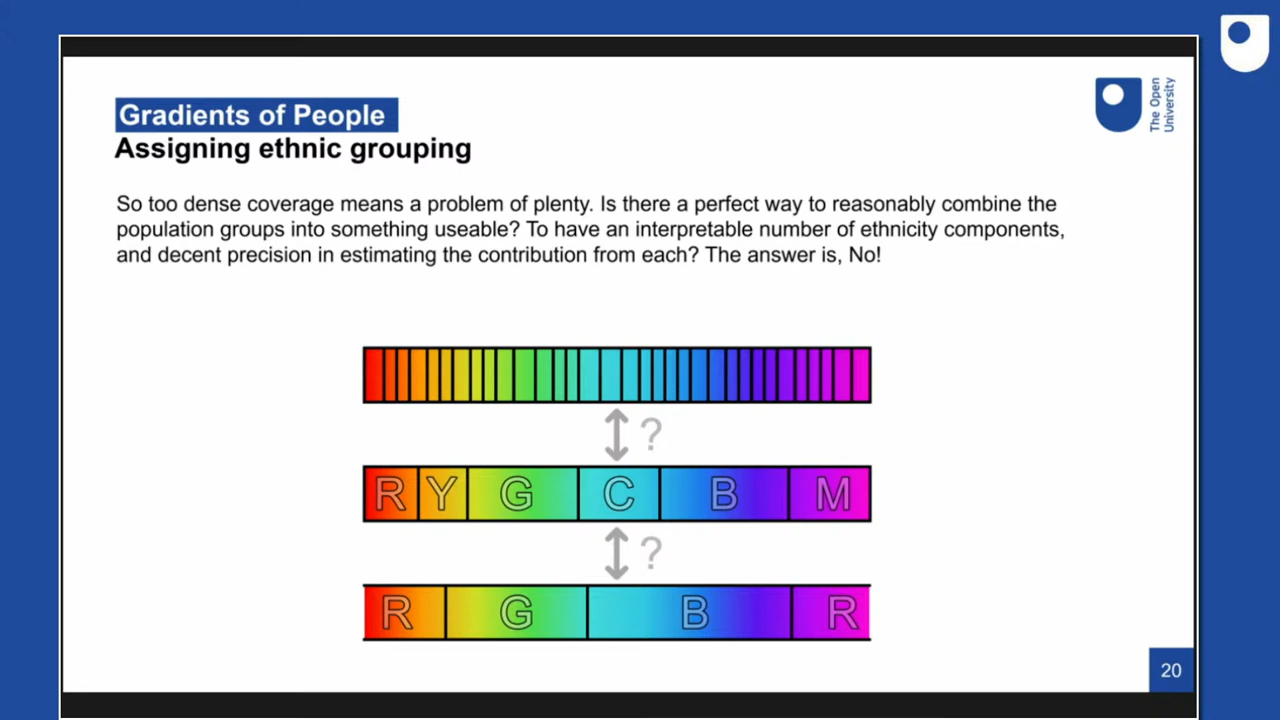 Gradients of People
Assigning ethnic grouping
The Open
University
So too dense coverage means a problem of plenty. Is there a perfect way to reasonably combine the
population groups into something useable? To have an interpretable number of ethnicity components,
and decent precision in estimating the contribution from each? The answer is, No!
?
R Y G C B M
?
R G B R
20